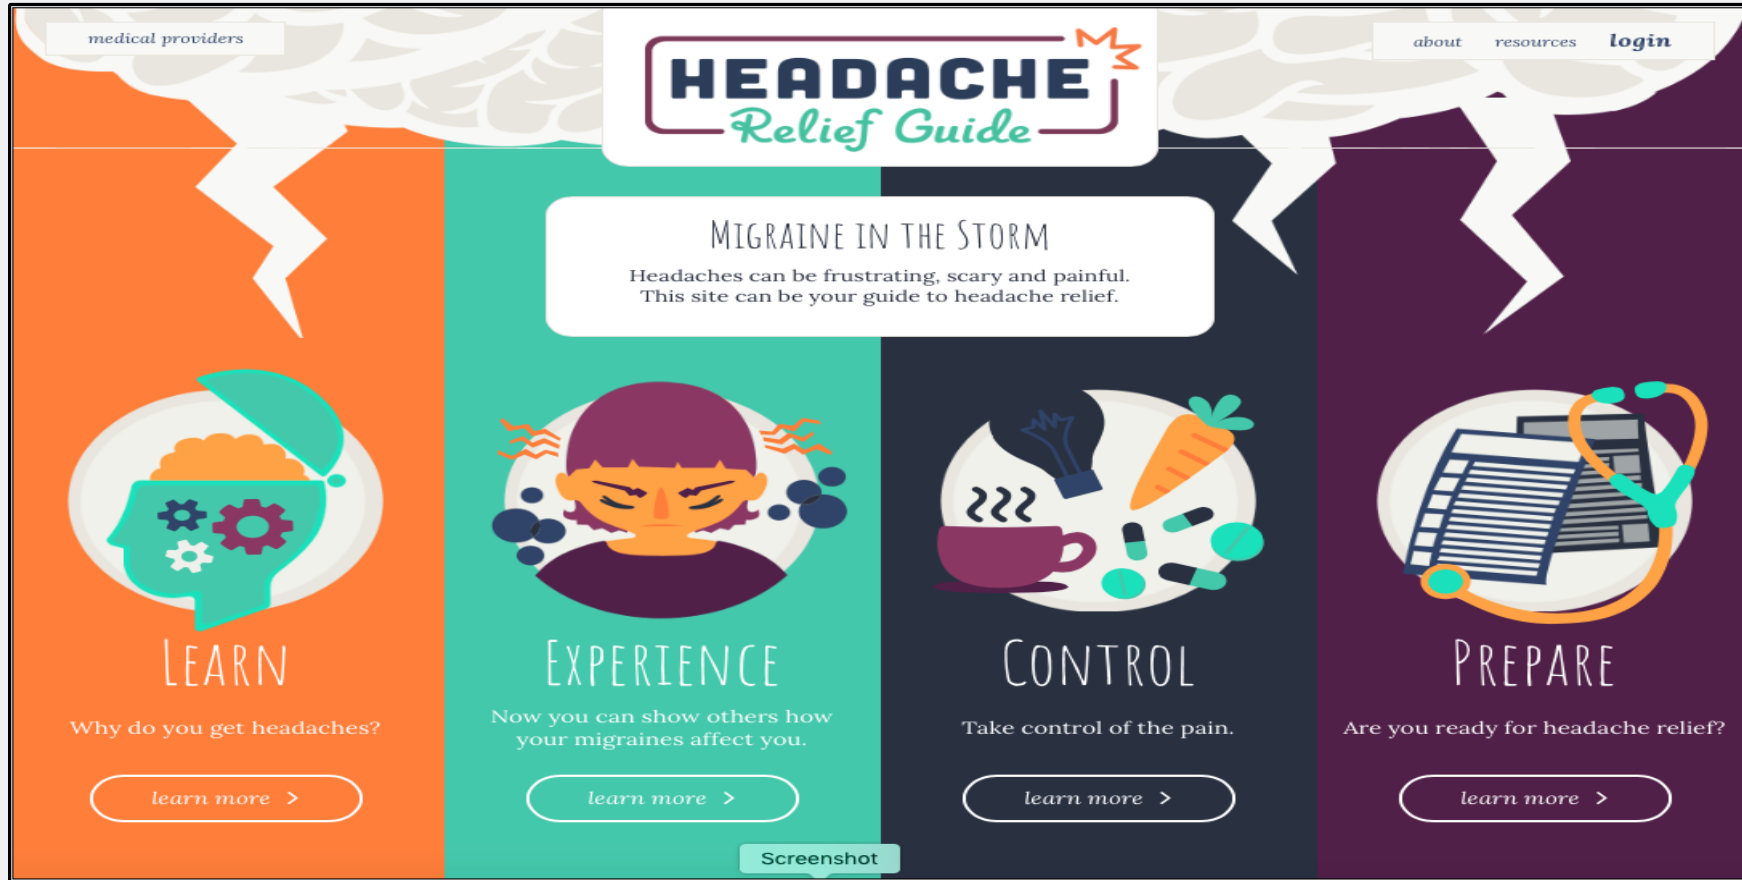 medical providers
HEADACHE
Relief Guide
about resources login
MIGRAINE IN THE STORM
Headaches can be frustrating, scary and painful.
This site can be your guide to headache relief.
LEARN
Why do you get headaches?
learn more >
EXPERIENCE
Now you can show others how
your migraines affect you.
learn more >
CONTROL
Take control of the pain.
learn more >
PREPARE
Are you ready for headache relief?
learn more >
Screenshot